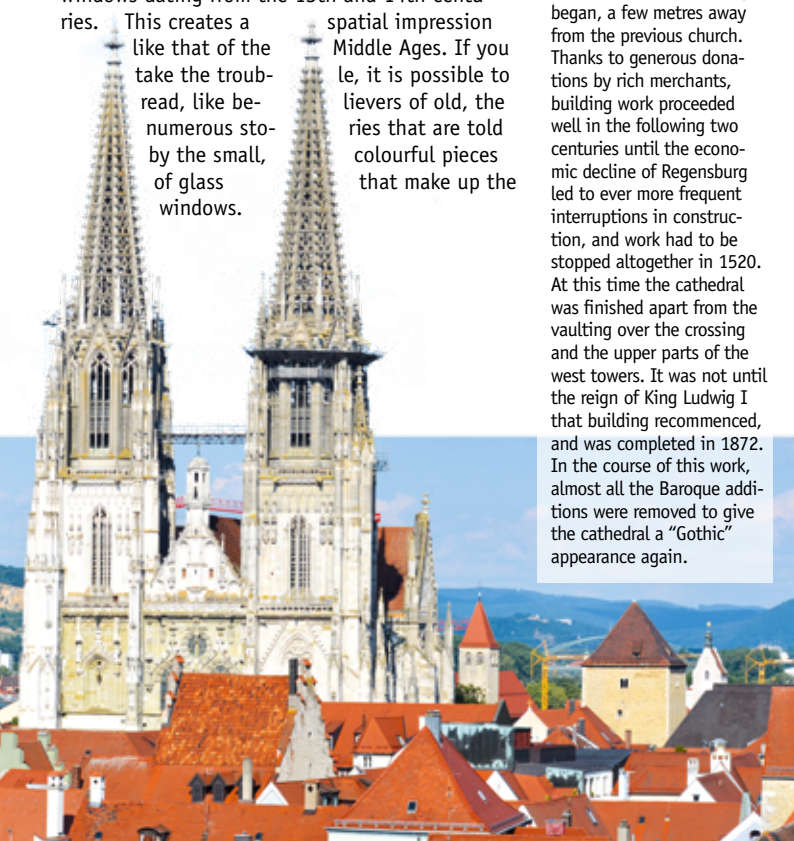 windows dating from the 13th and 14th centu-
ries. This creates a spatial impression
like that of the Middle Ages. If you
take the troub- le, it is possible to
read, like be- lievers of old, the
numerous sto- ries that are told
by the small, colourful pieces
of glass that make up the
windows.
began, a few metres away
from the previous church.
Thanks to generous dona-
tions by rich merchants,
building work proceeded
well in the following two
centuries until the econo-
mic decline of Regensburg
led to ever more frequent
interruptions in construc-
tion, and work had to be
stopped altogether in 1520.
At this time the cathedral
was finished apart from the
vaulting over the crossing
and the upper parts of the
west towers. It was not until
the reign of King Ludwig I
that building recommenced,
and was completed in 1872.
In the course of this work,
almost all the Baroque addi-
tions were removed to give
the cathedral a “Gothic”
appearance again.